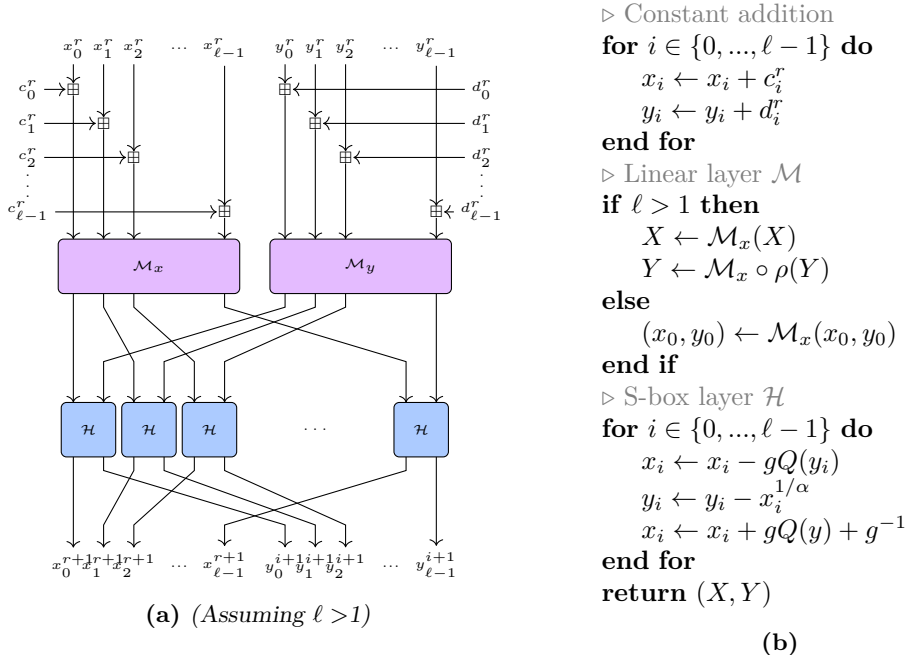 x_0^r x_1^r x_2^r ... x_{ℓ−1}^r y_0^r y_1^r y_2^r ... y_{ℓ−1}^r
c_0^r d_0^r
c_1^r d_1^r
c_2^r d_2^r
. .
. .
. .
c_{ℓ−1}^r d_{ℓ−1}^r
ℳ_x ℳ_y
ℋ ℋ ℋ . . . ℋ
x_0^{r+1} x_1^{r+1} x_2^{r+1} ... x_{ℓ−1}^{r+1} y_0^{i+1} y_1^{i+1} y_2^{i+1} ... y_{ℓ−1}^{i+1}
(a) (Assuming ℓ >1)
▷ Constant addition
for i ∈ {0, ..., ℓ − 1} do
x_i ← x_i + c_i^r
y_i ← y_i + d_i^r
end for
▷ Linear layer ℳ
if ℓ > 1 then
X ← ℳ_x(X)
Y ← ℳ_x ∘ ρ(Y)
else
(x_0, y_0) ← ℳ_x(x_0, y_0)
end if
▷ S-box layer ℋ
for i ∈ {0, ..., ℓ − 1} do
x_i ← x_i − gQ(y_i)
y_i ← y_i − x_i^{1/α}
x_i ← x_i + gQ(y) + g^{−1}
end for
return (X, Y)
(b)